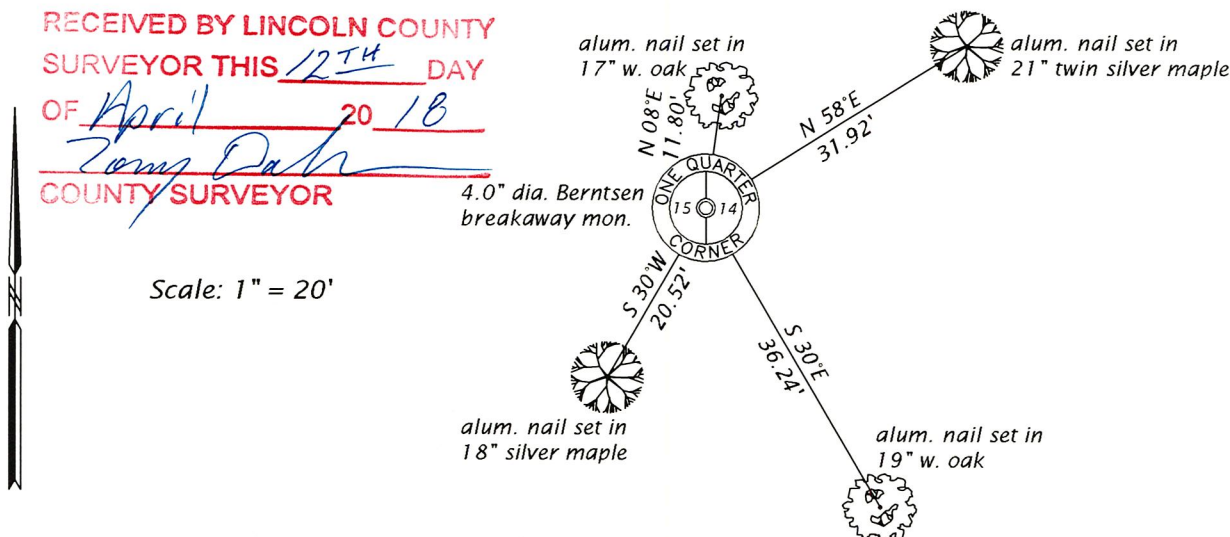 RECEIVED BY LINCOLN COUNTY
SURVEYOR THIS 12TH DAY
OF April 20 18
COUNTY SURVEYOR
Scale: 1" = 20'
N
alum. nail set in
17" w. oak
alum. nail set in
21" twin silver maple
N 08°E
11.80'
N 58°E
31.92'
4.0" dia. Berntsen
breakaway mon.
ONE QUARTER
15 14
CORNER
S 30°W
20.52'
S 30°E
36.24'
alum. nail set in
18" silver maple
alum. nail set in
19" w. oak